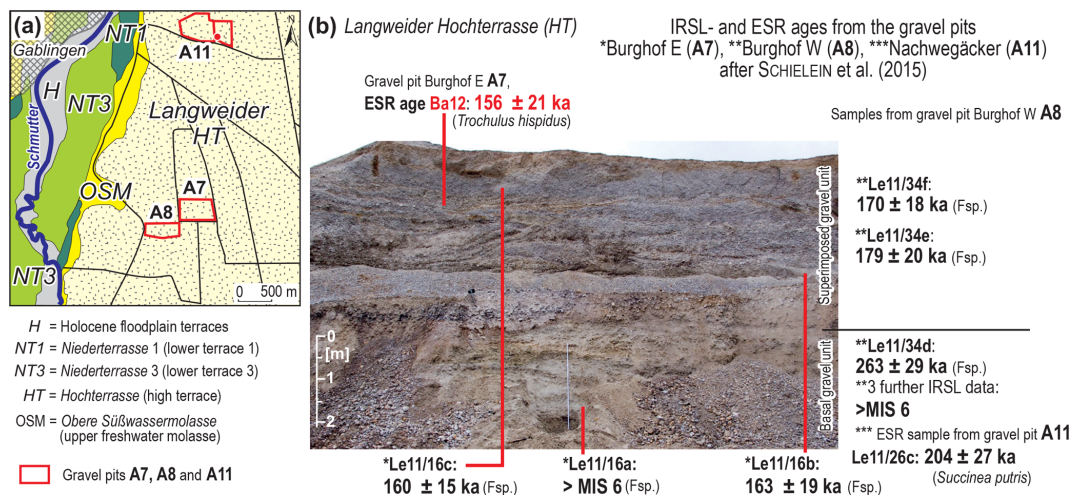 (a)
NT1
A11
N
Gablingen
H
NT3
Langweider
HT
Schmutter
OSM
A7
A8
NT3
0 500 m
H = Holocene floodplain terraces
NT1 = Niederterrasse 1 (lower terrace 1)
NT3 = Niederterrasse 3 (lower terrace 3)
HT = Hochterrasse (high terrace)
OSM = Obere Süßwassermolasse
(upper freshwater molasse)
Gravel pits A7, A8 and A11
(b) Langweider Hochterrasse (HT)
IRSL- and ESR ages from the gravel pits
*Burghof E (A7), **Burghof W (A8), ***Nachwegäcker (A11)
after SCHIELEIN et al. (2015)
Gravel pit Burghof E A7,
ESR age Ba12: 156 ± 21 ka
(Trochulus hispidus)
Samples from gravel pit Burghof W A8
Superimposed gravel unit
**Le11/34f:
170 ± 18 ka (Fsp.)
**Le11/34e:
179 ± 20 ka (Fsp.)
0
[m]
1
2
Basal gravel unit
**Le11/34d:
263 ± 29 ka (Fsp.)
**3 further IRSL data:
>MIS 6
*** ESR sample from gravel pit A11
Le11/26c: 204 ± 27 ka
(Succinea putris)
*Le11/16c:
160 ± 15 ka (Fsp.)
*Le11/16a:
> MIS 6 (Fsp.)
*Le11/16b:
163 ± 19 ka (Fsp.)